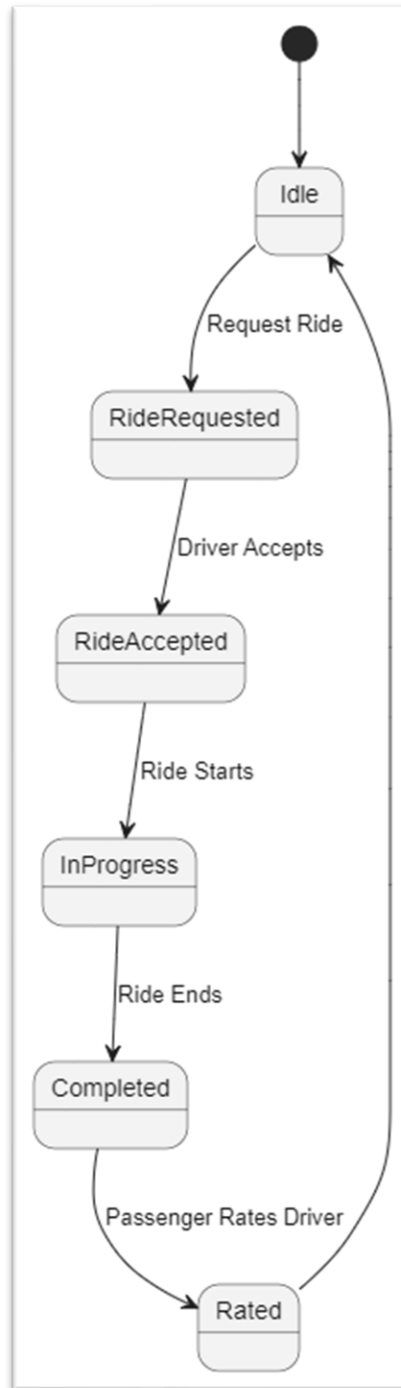 Idle
Request Ride
RideRequested
Driver Accepts
RideAccepted
Ride Starts
InProgress
Ride Ends
Completed
Passenger Rates Driver
Rated